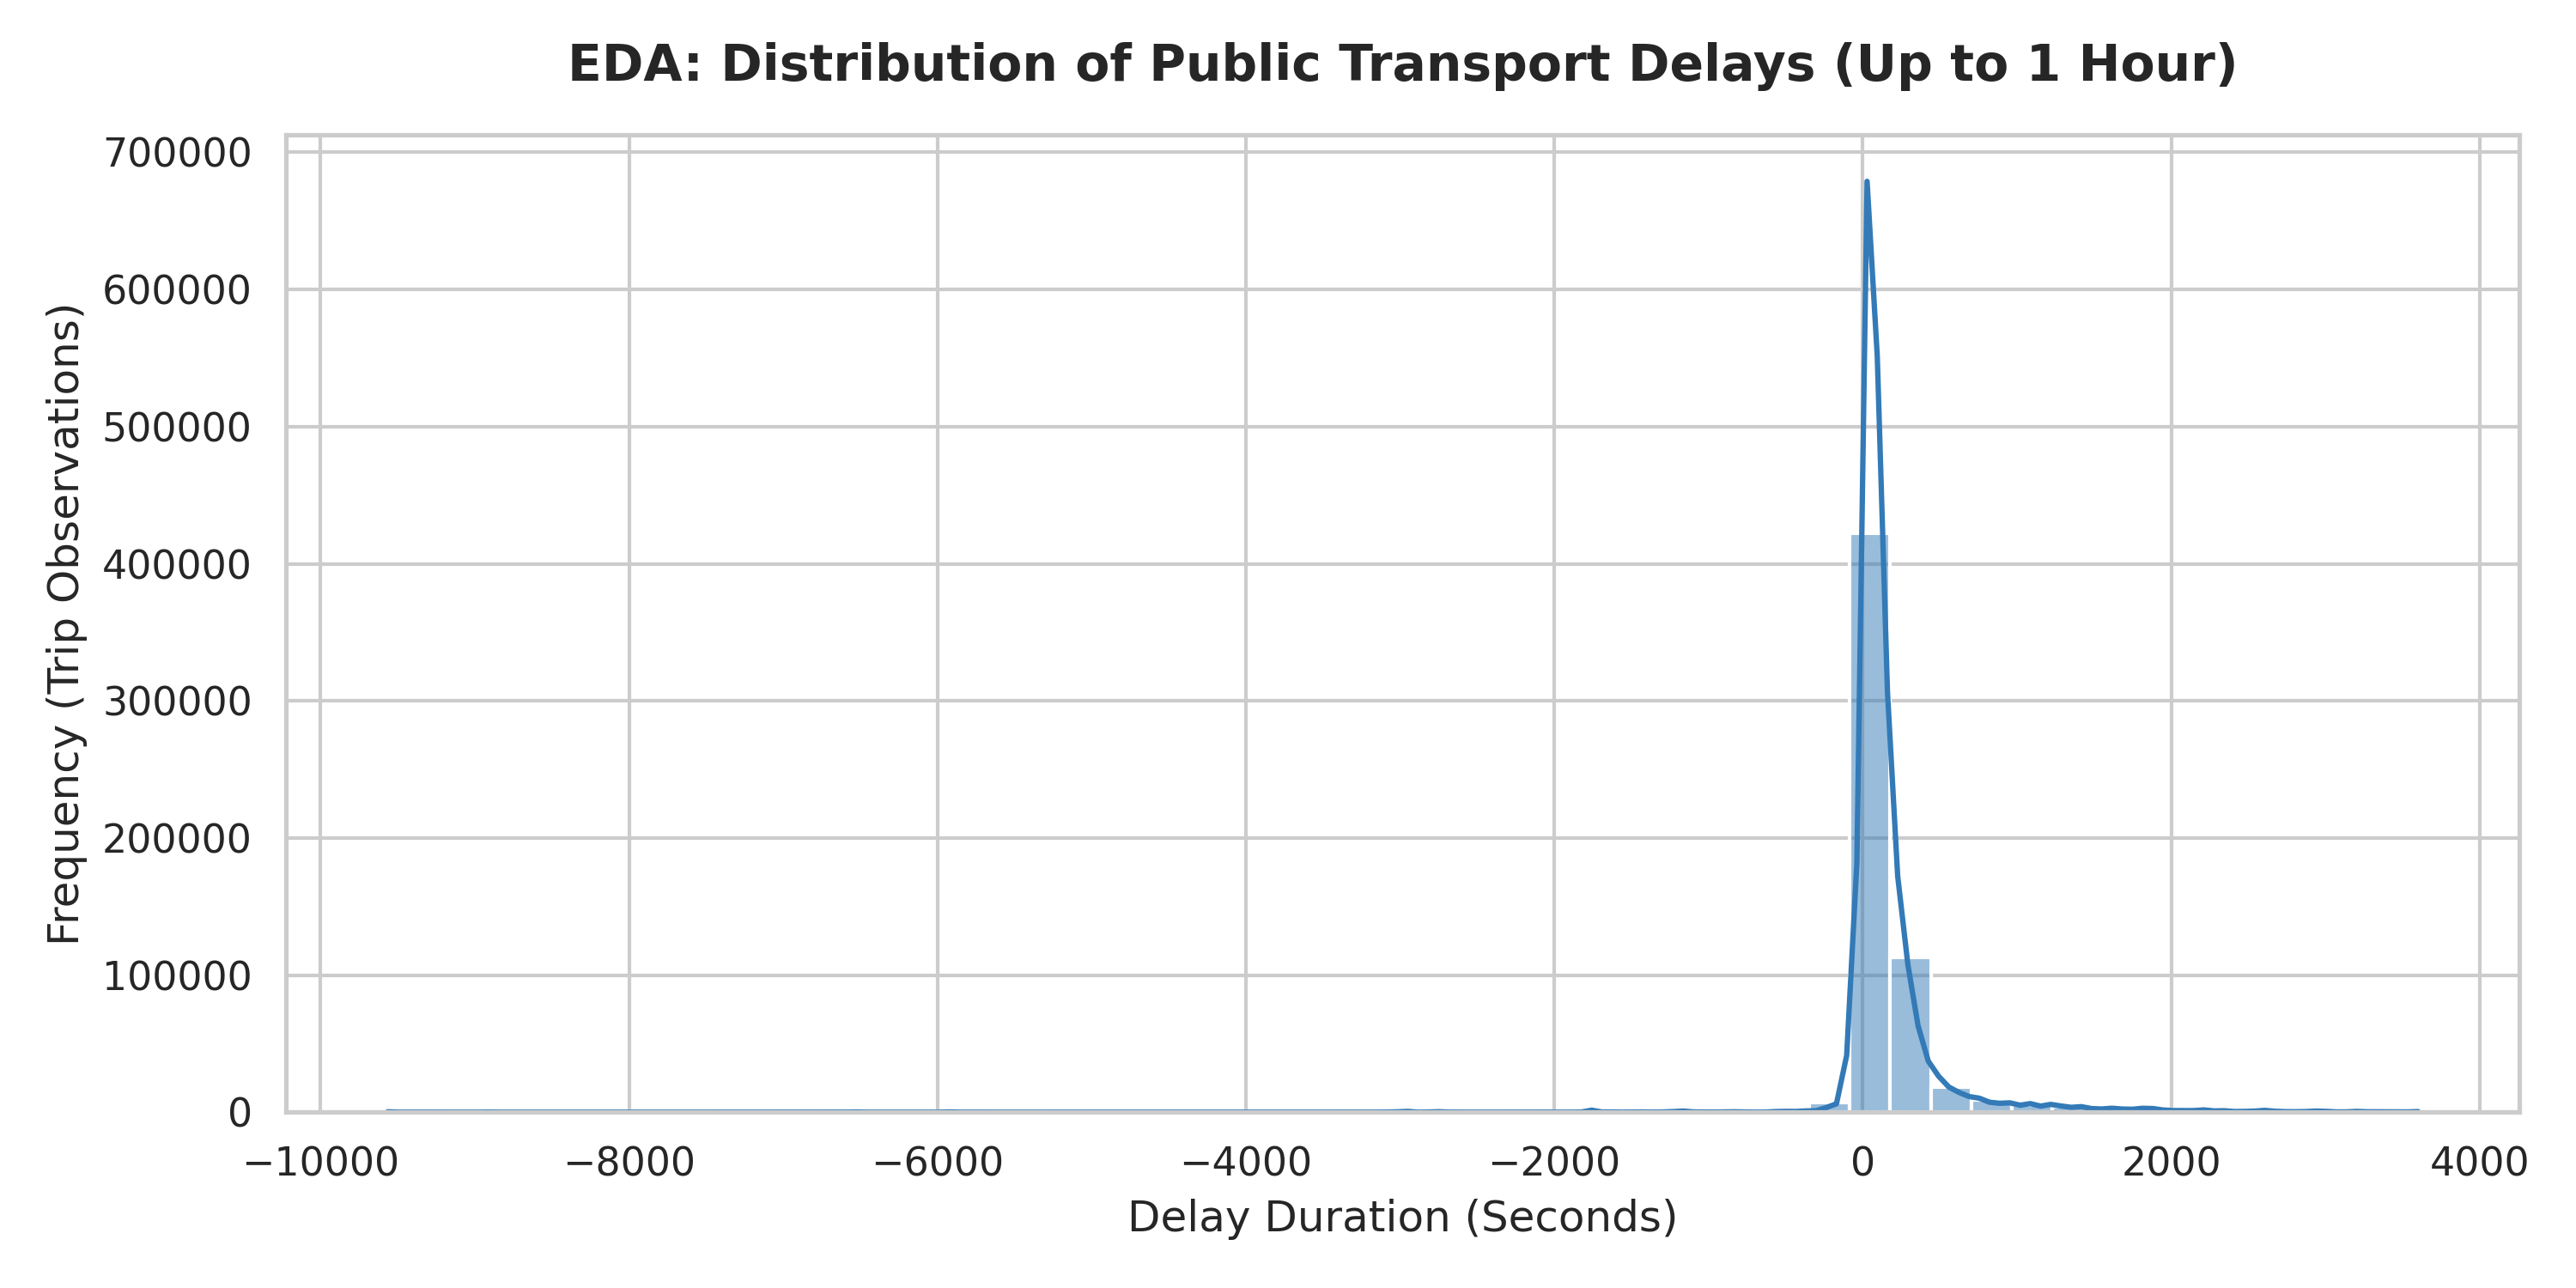 EDA: Distribution of Public Transport Delays (Up to 1 Hour)
Frequency (Trip Observations)
700000
600000
500000
400000
300000
200000
100000
0
−10000 −8000 −6000 −4000 −2000 0 2000 4000
Delay Duration (Seconds)